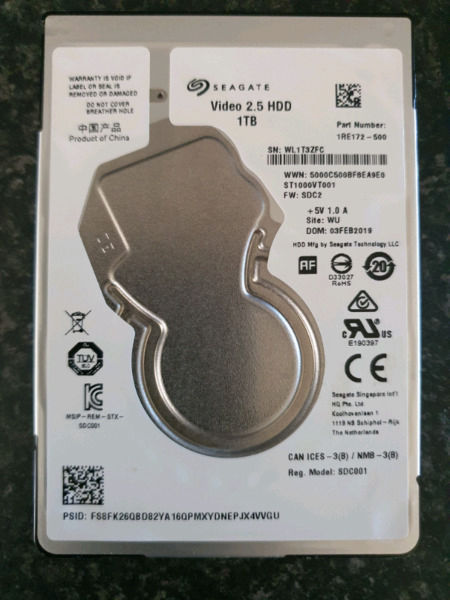 WARRANTY IS VOID IF
LABEL OR SEAL IS
REMOVED OR DAMAGED
DO NOT COVER
BREATHER HOLE
中国产品
Product of China
SEAGATE
Video 2.5 HDD
1TB
Part Number:
1RE172-500
SN: WL1T3ZFC
WWN: 5000C500BF8EA9E0
ST1000VT001
FW: SDC2
+5V 1.0 A
Site: WU
DOM: 03FEB2019
HDD Mfg by Seagate Technology LLC
AF
D33027
RoHS
20
c UL US
E190397
CE
TUV
MSIP-REM-STX-
SDC001
Seagate Singapore Int'l
HQ Pte. Ltd.
Koolhovenlaan 1
1119 NB Schiphol-Rijk
The Netherlands
CAN ICES-3(B) / NMB-3(B)
Reg. Model: SDC001
PSID: FS8FK26QBD82YA16QPMXYDNEPJX4VVGU